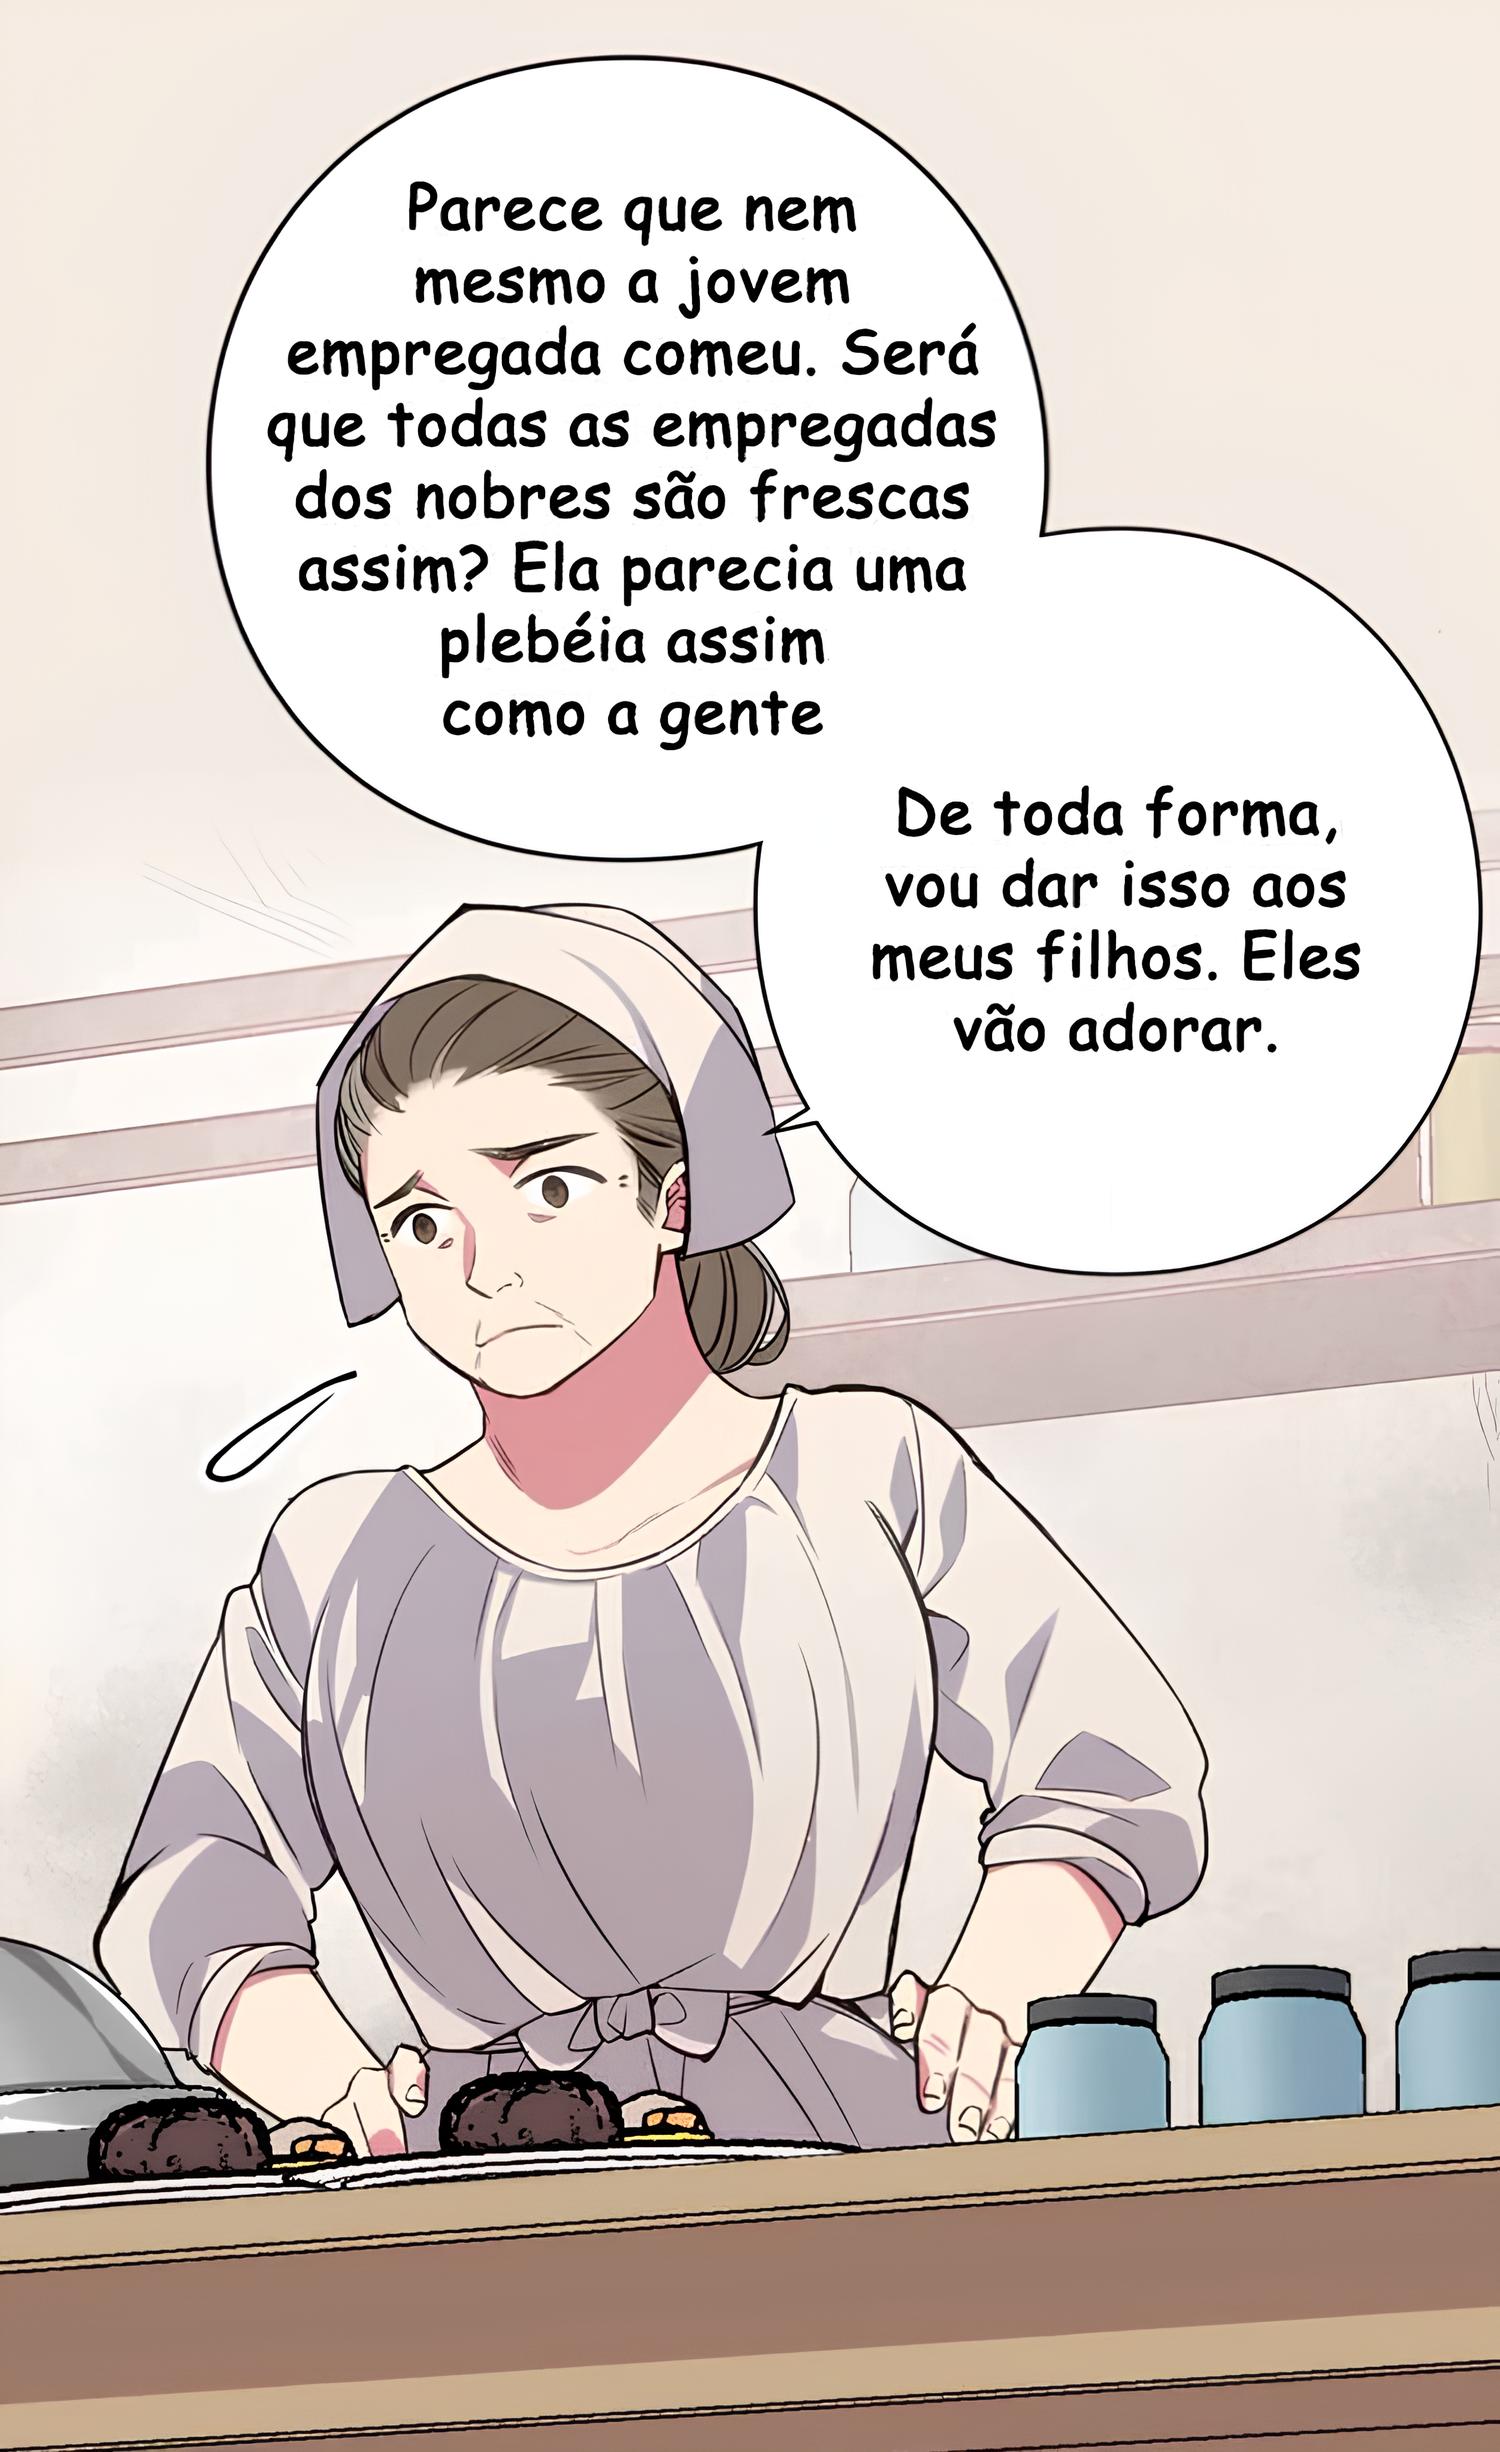 Parece que nem
mesmo a jovem
empregada comeu. Será
que todas as empregadas
dos nobres são frescas
assim? Ela parecia uma
plebéia assim
como a gente
De toda forma,
vou dar isso aos
meus filhos. Eles
vão adorar.